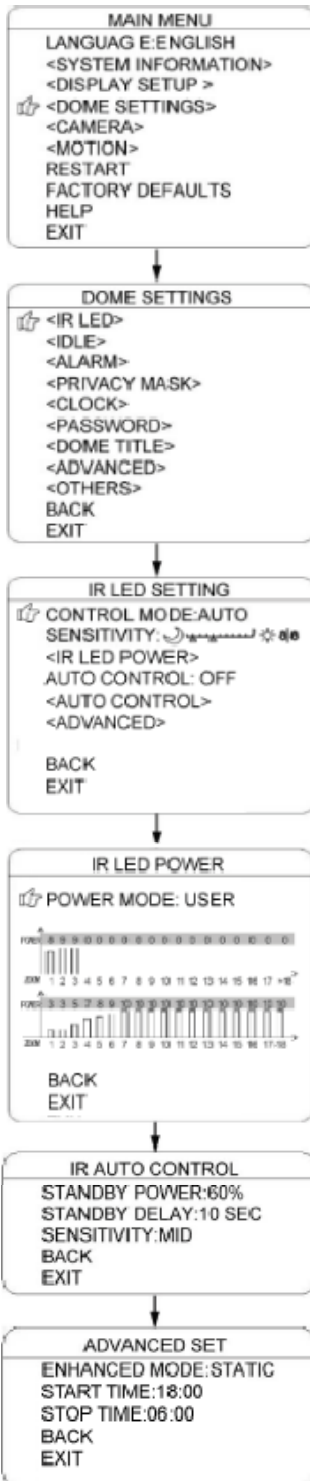 MAIN MENU
LANGUAG E:ENGLISH
<SYSTEM INFORMATION>
<DISPLAY SETUP >
<DOME SETTINGS>
<CAMERA>
<MOTION>
RESTART
FACTORY DEFAULTS
HELP
EXIT
DOME SETTINGS
<IR LED>
<IDLE>
<ALARM>
<PRIVACY MASK>
<CLOCK>
<PASSWORD>
<DOME TITLE>
<ADVANCED>
<OTHERS>
BACK
EXIT
IR LED SETTING
CONTROL MODE:AUTO
SENSITIVITY:
<IR LED POWER>
AUTO CONTROL: OFF
<AUTO CONTROL>
<ADVANCED>
BACK
EXIT
IR LED POWER
POWER MODE: USER
POWER
ZOOM 1 2 3 4 5 6 7 8 9 10 11 12 13 14 15 16 17 >18
POWER
ZOOM 1 2 3 4 5 6 7 8 9 10 11 12 13 14 15 16 17-18
BACK
EXIT
IR AUTO CONTROL
STANDBY POWER:60%
STANDBY DELAY:10 SEC
SENSITIVITY:MID
BACK
EXIT
ADVANCED SET
ENHANCED MODE:STATIC
START TIME:18:00
STOP TIME:06:00
BACK
EXIT